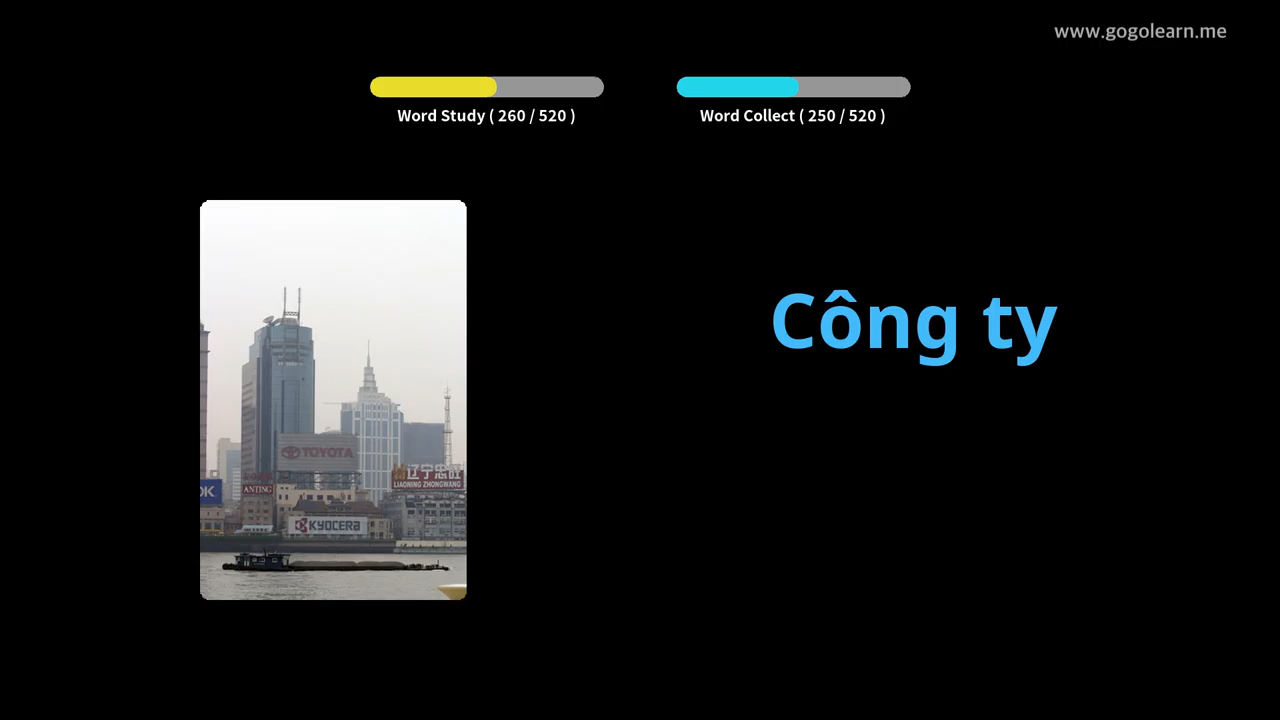 www.gogolearn.me
Word Study ( 260 / 520 )
Word Collect ( 250 / 520 )
Công ty
TOYOTA
辽宁忠旺
LIAONING ZHONGWANG
OK
ANTING
KYOCERA